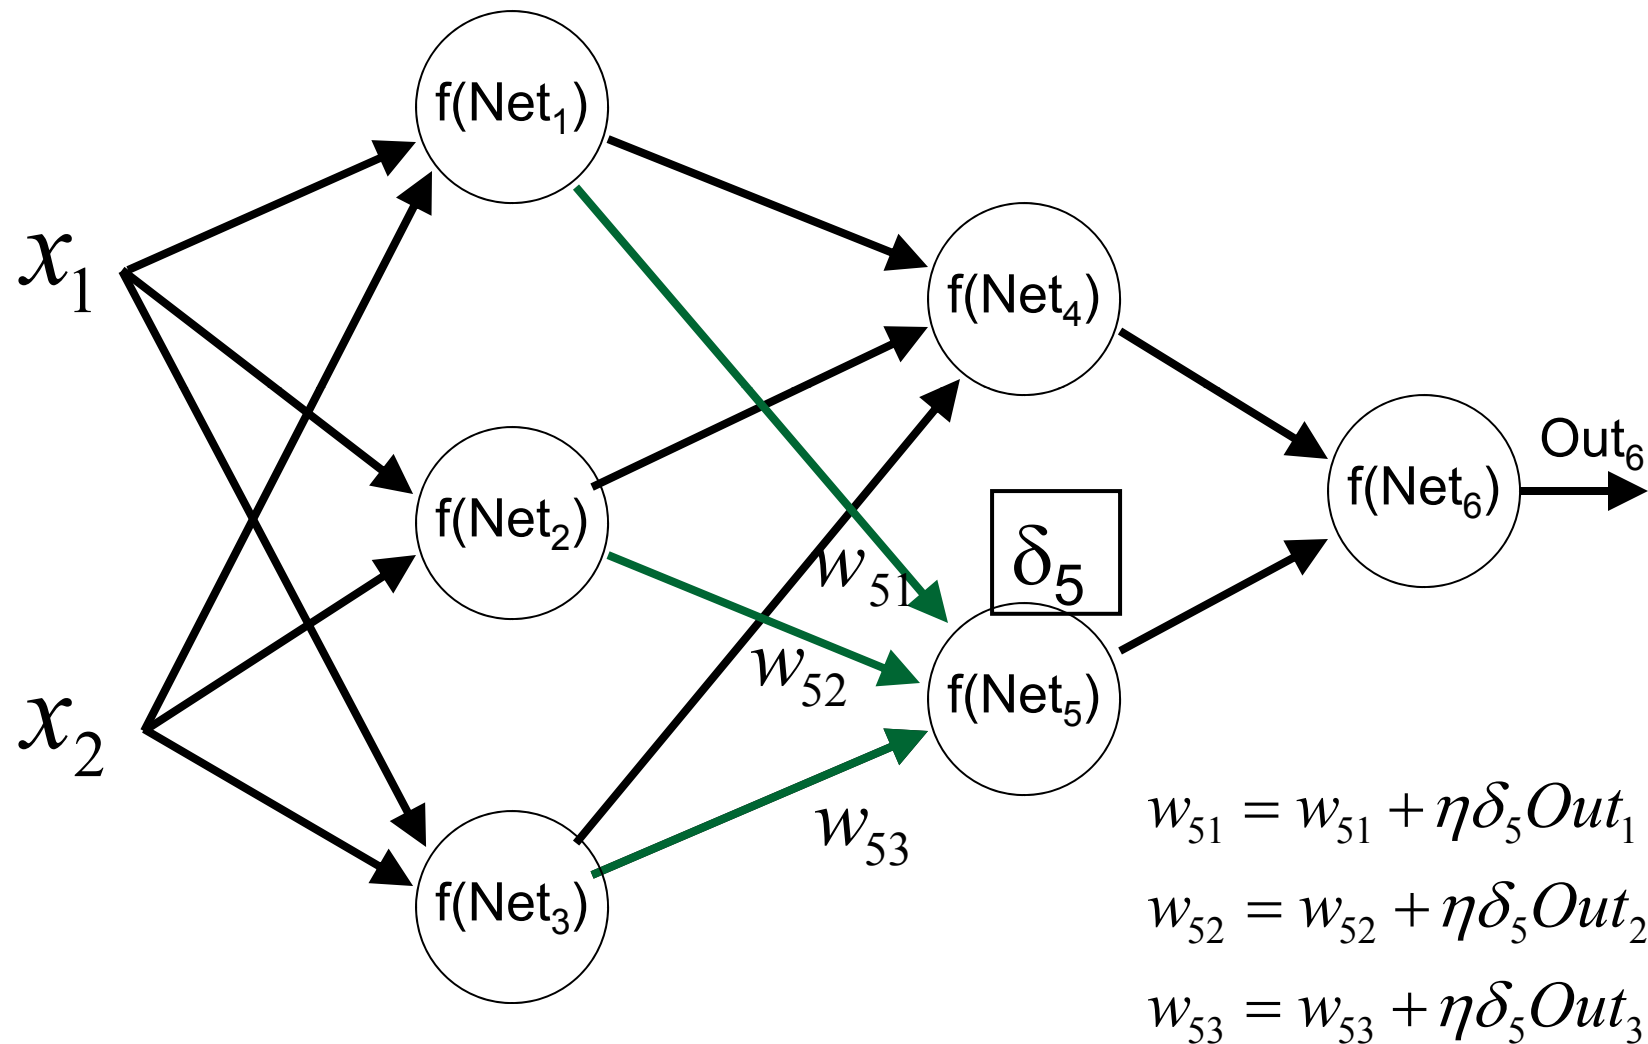 f(Net₁)
x₁
f(Net₄)
Out₆
f(Net₆)
f(Net₂)
δ₅
w₅₁
w₅₂
f(Net₅)
x₂
w₅₃
f(Net₃)
w₅₁ = w₅₁ + ηδ₅Out₁
w₅₂ = w₅₂ + ηδ₅Out₂
w₅₃ = w₅₃ + ηδ₅Out₃